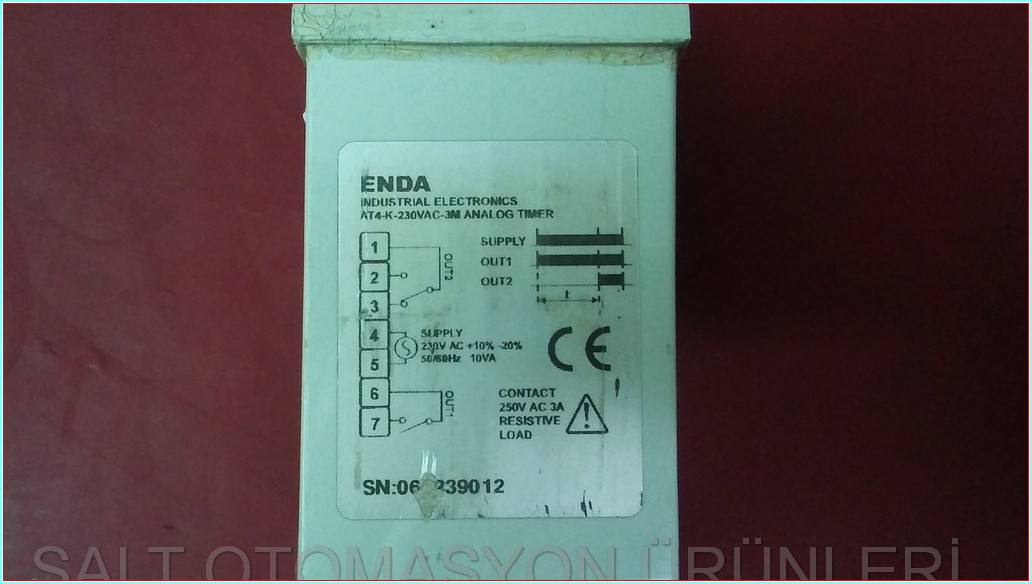 ENDA
INDUSTRIAL ELECTRONICS
AT4-K-230VAC-3M ANALOG TIMER
1
2
3
OUT2
4
5
SUPPLY
230V AC +10% -20%
50/60Hz 10VA
6
7
OUT1
SUPPLY
OUT1
OUT2
t
CE
CONTACT
250V AC 3A
RESISTIVE
LOAD
!
SALT OTOMASYON ÜRÜNLERİ